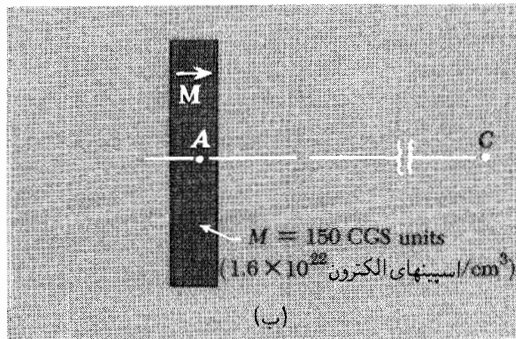 M
A
C
M = 150 CGS units
(1.6 × 10²² اسپینهای الکترون/cm³)
(ب)